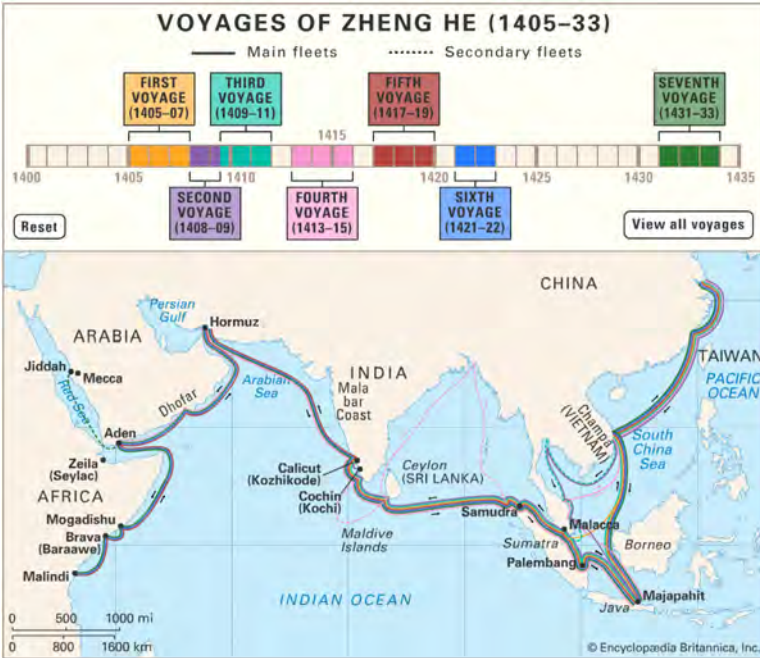 VOYAGES OF ZHENG HE (1405–33)
Main fleets
Secondary fleets
FIRST
VOYAGE
(1405–07)
THIRD
VOYAGE
(1409–11)
FIFTH
VOYAGE
(1417–19)
SEVENTH
VOYAGE
(1431–33)
1415
1400
1405
1410
1420
1425
1430
1435
SECOND
VOYAGE
(1408–09)
FOURTH
VOYAGE
(1413–15)
SIXTH
VOYAGE
(1421–22)
Reset
View all voyages
CHINA
Persian
Gulf
Hormuz
ARABIA
TAIWAN
Jiddah
Mecca
INDIA
Arabian
Sea
Mala
bar
Coast
PACIFIC
OCEAN
Red Sea
Dhofar
Champa
(VIETNAM)
South
China
Sea
Aden
Zeila
(Seylac)
Calicut
(Kozhikode)
Ceylon
(SRI LANKA)
AFRICA
Cochin
(Kochi)
Samudra
Mogadishu
Malacca
Brava
(Baraawe)
Maldive
Islands
Sumatra
Borneo
Palembang
Malindi
INDIAN OCEAN
Majapahit
Java
0 500 1000 mi
0 800 1600 km
© Encyclopædia Britannica, Inc.